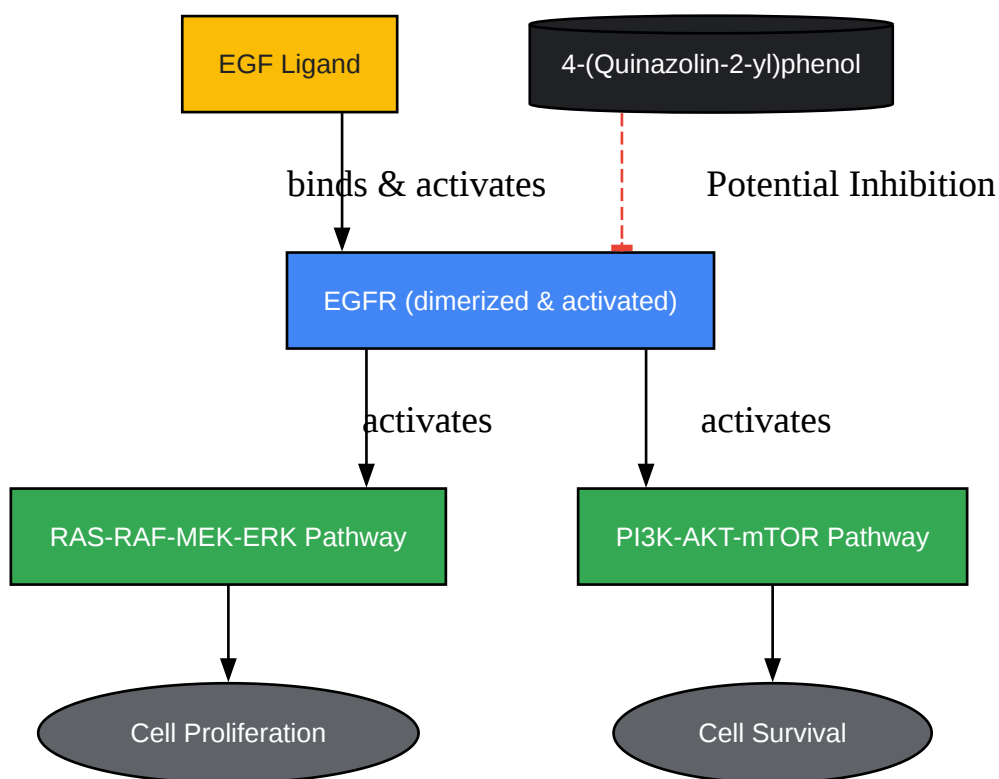 EGF Ligand
4-(Quinazolin-2-yl)phenol
binds & activates
Potential Inhibition
EGFR (dimerized & activated)
activates
activates
RAS-RAF-MEK-ERK Pathway
PI3K-AKT-mTOR Pathway
Cell Proliferation
Cell Survival